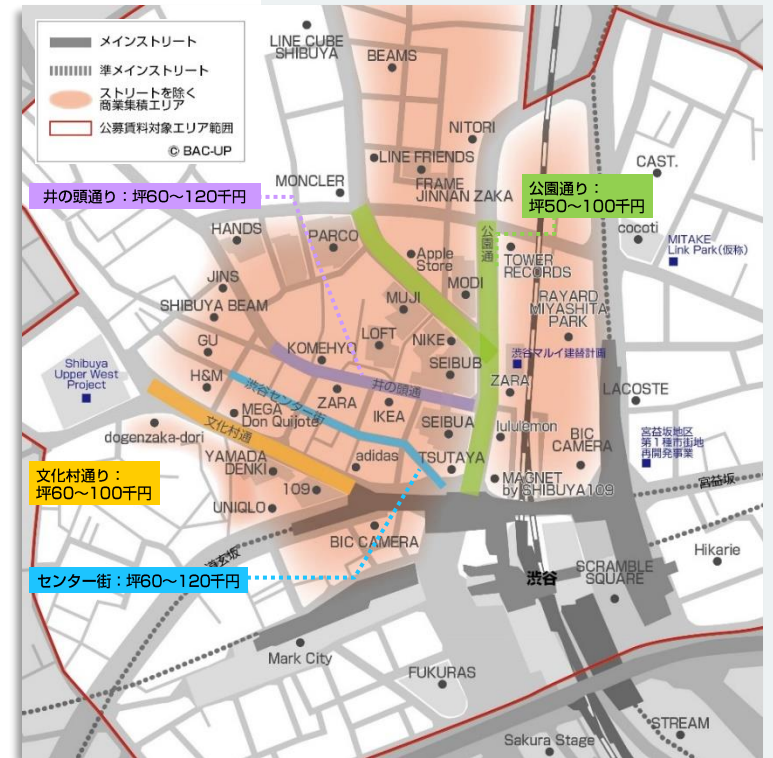 メインストリート
準メインストリート
ストリートを除く
商業集積エリア
公募賃料対象エリア範囲
© BAC-UP
LINE CUBE
SHIBUYA
BEAMS
NITORI
LINE FRIENDS
FRAME
JINNAN ZAKA
MONCLER
CAST.
井の頭通り：坪60〜120千円
公園通り：
坪50〜100千円
HANDS
PARCO
公園通
cocoti
MITAKE
Link Park(仮称)
Apple
Store
TOWER
RECORDS
JINS
MODI
RAYARD
MIYASHITA
PARK
SHIBUYA BEAM
MUJI
LOFT
NIKE
GU
KOMEHYO
SEIBUB
渋谷マルイ建替計画
Shibuya
Upper West
Project
H&M
渋谷センター街
ZARA
井の頭通
IKEA
ZARA
LACOSTE
MEGA
Don Quijote
文化村通
dogenzaka-dori
SEIBUA
lululemon
BIC
CAMERA
宮益坂地区
第1種市街地
再開発事業
YAMADA
DENKI
adidas
TSUTAYA
文化村通り：
坪60〜100千円
109
MAGNET
by SHIBUYA109
宮益坂
UNIQLO
BIC CAMERA
道玄坂
Hikarie
センター街：坪60〜120千円
渋谷
SCRAMBLE
SQUARE
Mark City
FUKURAS
STREAM
Sakura Stage